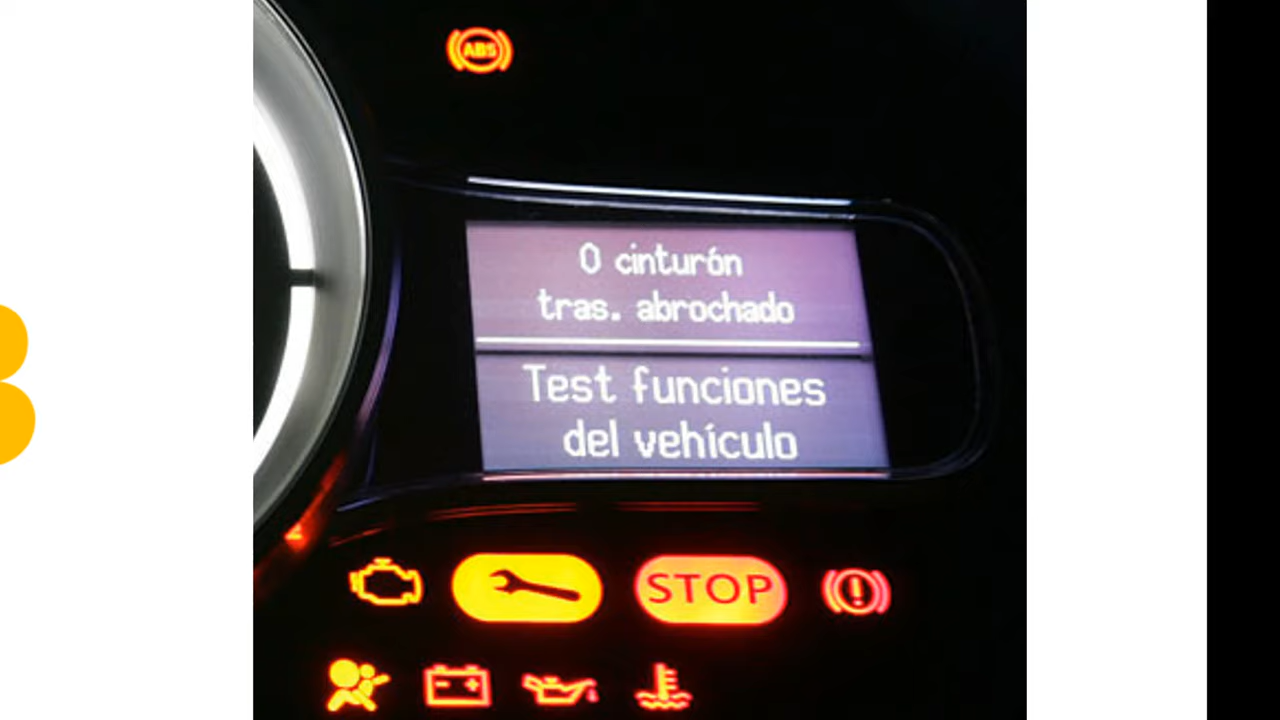 ABS
0 cinturón
tras. abrochado
Test funciones
del vehículo
STOP